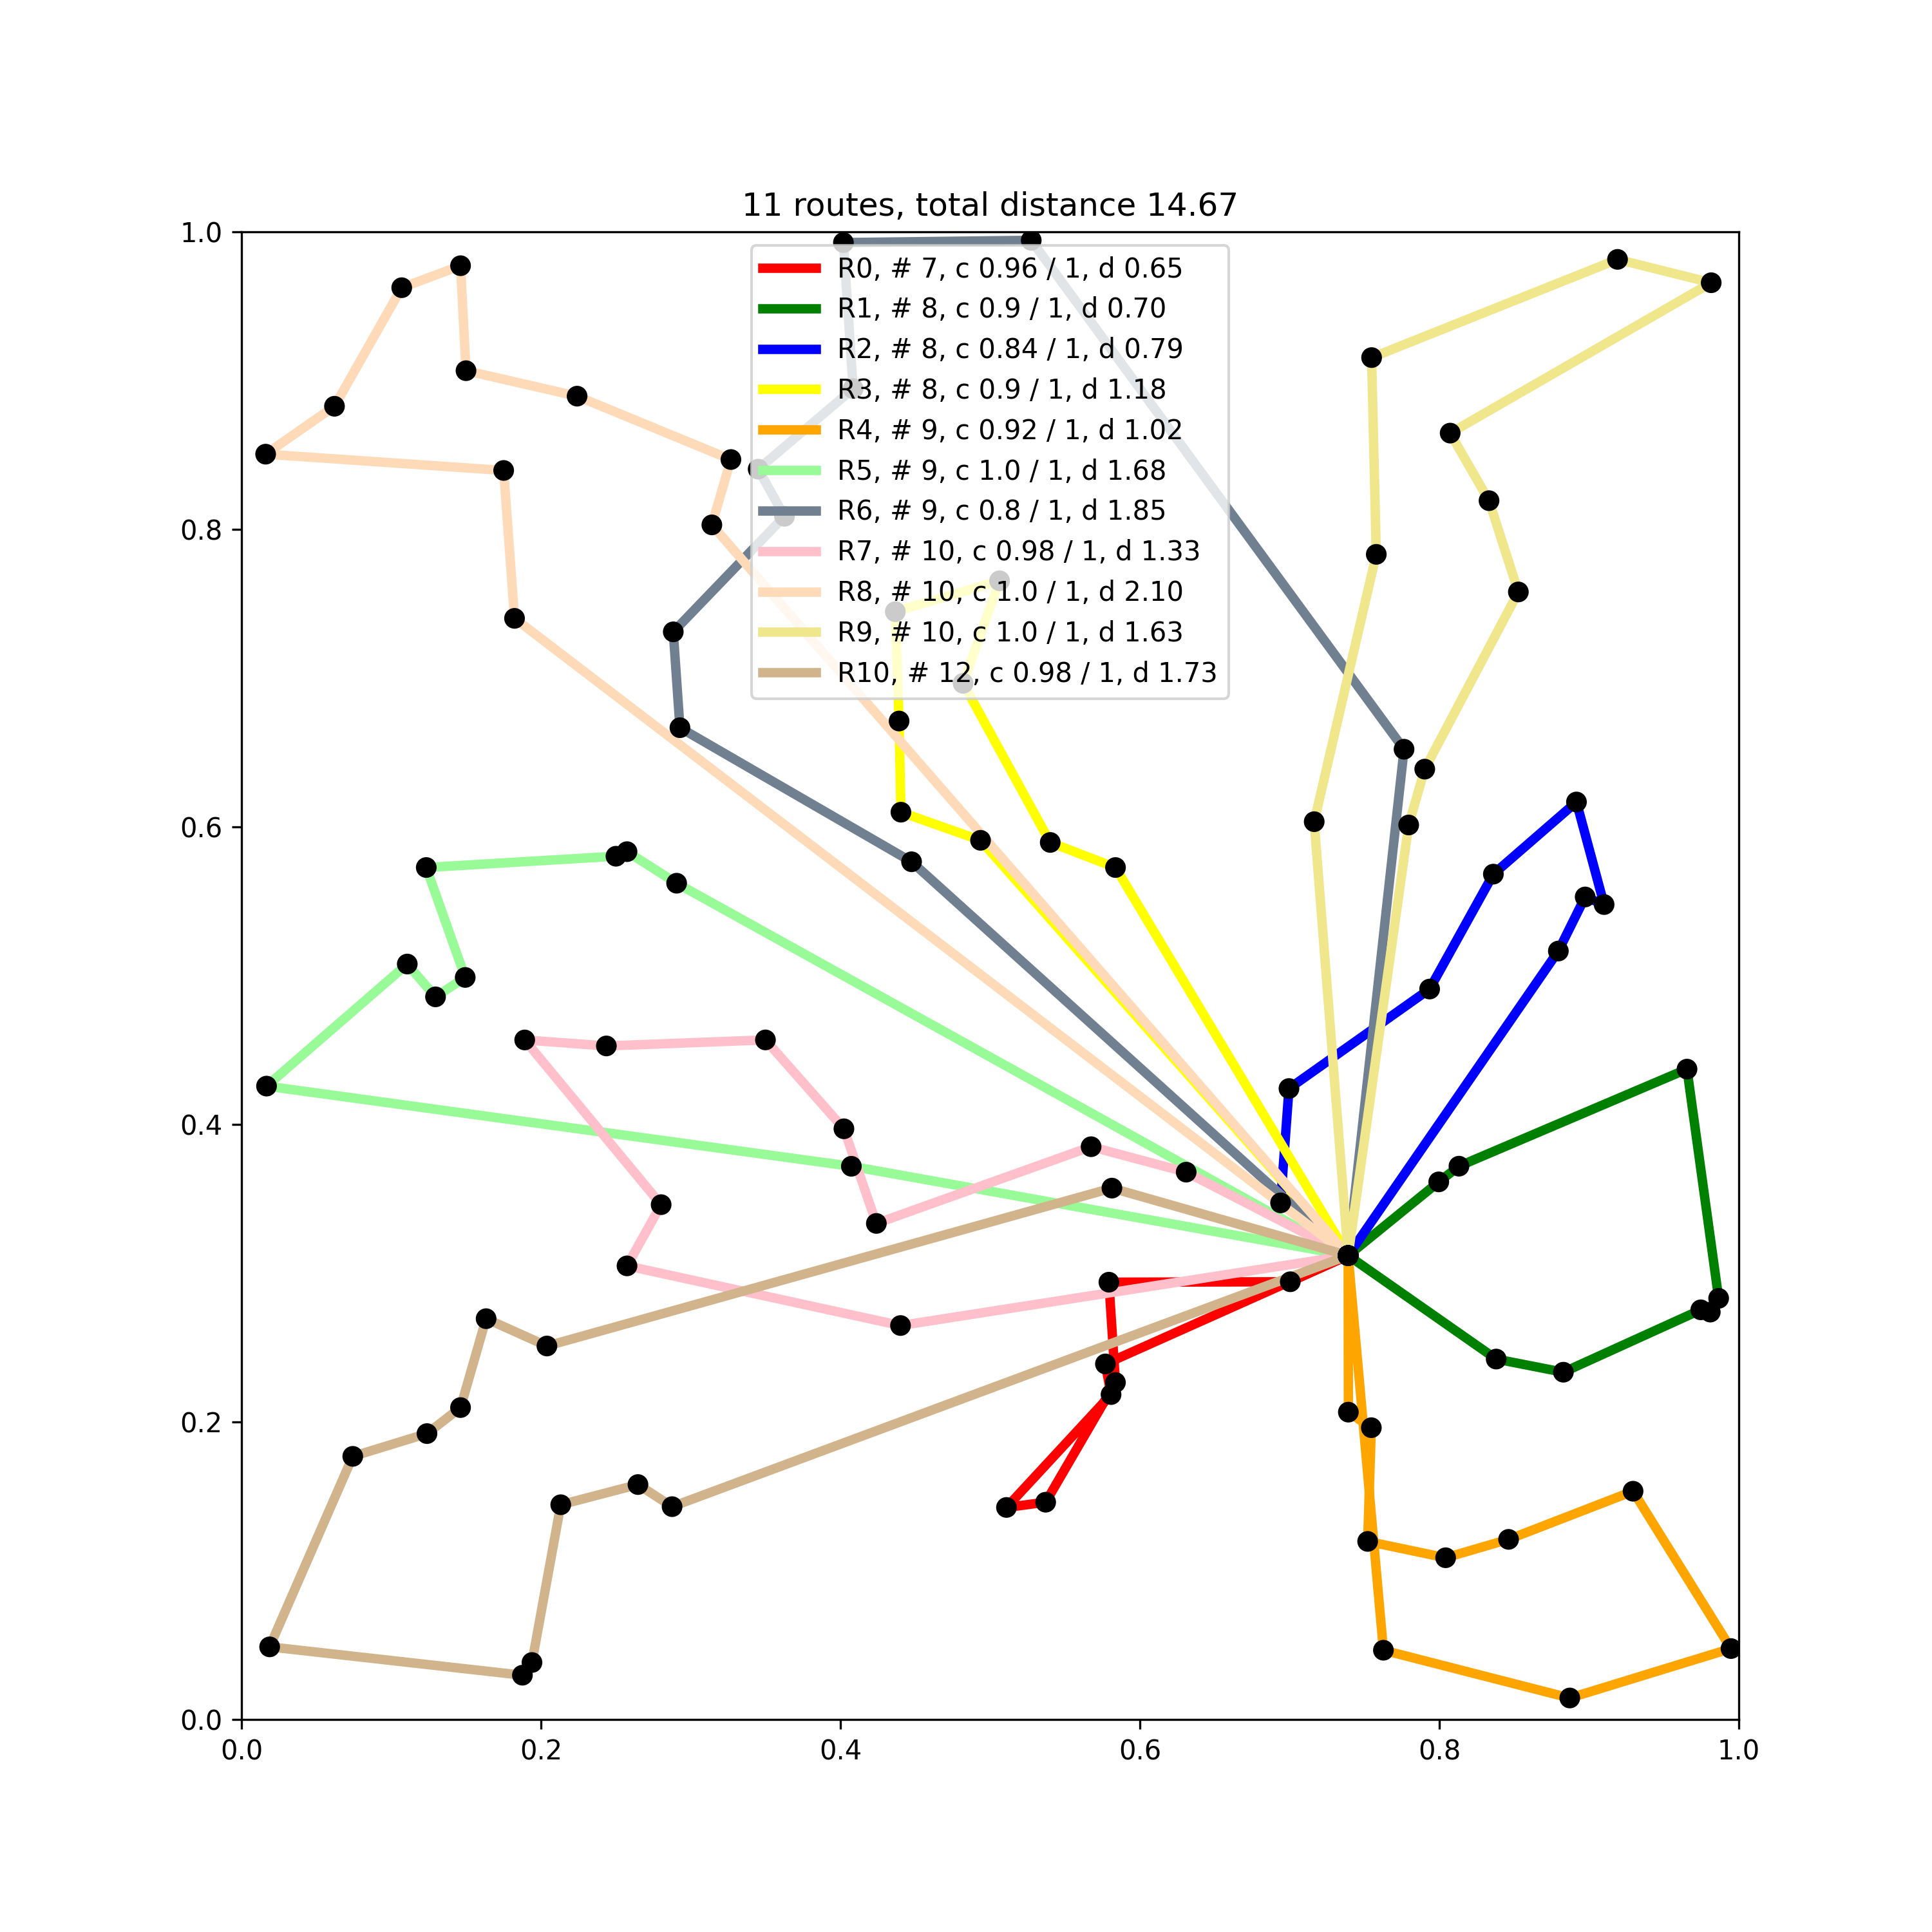 11 routes, total distance 14.67
1.0
R0, # 7, c 0.96 / 1, d 0.65
R1, # 8, c 0.9 / 1, d 0.70
R2, # 8, c 0.84 / 1, d 0.79
R3, # 8, c 0.9 / 1, d 1.18
R4, # 9, c 0.92 / 1, d 1.02
R5, # 9, c 1.0 / 1, d 1.68
R6, # 9, c 0.8 / 1, d 1.85
R7, # 10, c 0.98 / 1, d 1.33
R8, # 10, c 1.0 / 1, d 2.10
R9, # 10, c 1.0 / 1, d 1.63
R10, # 12, c 0.98 / 1, d 1.73
0.8
0.6
0.4
0.2
0.0
0.0 0.2 0.4 0.6 0.8 1.0